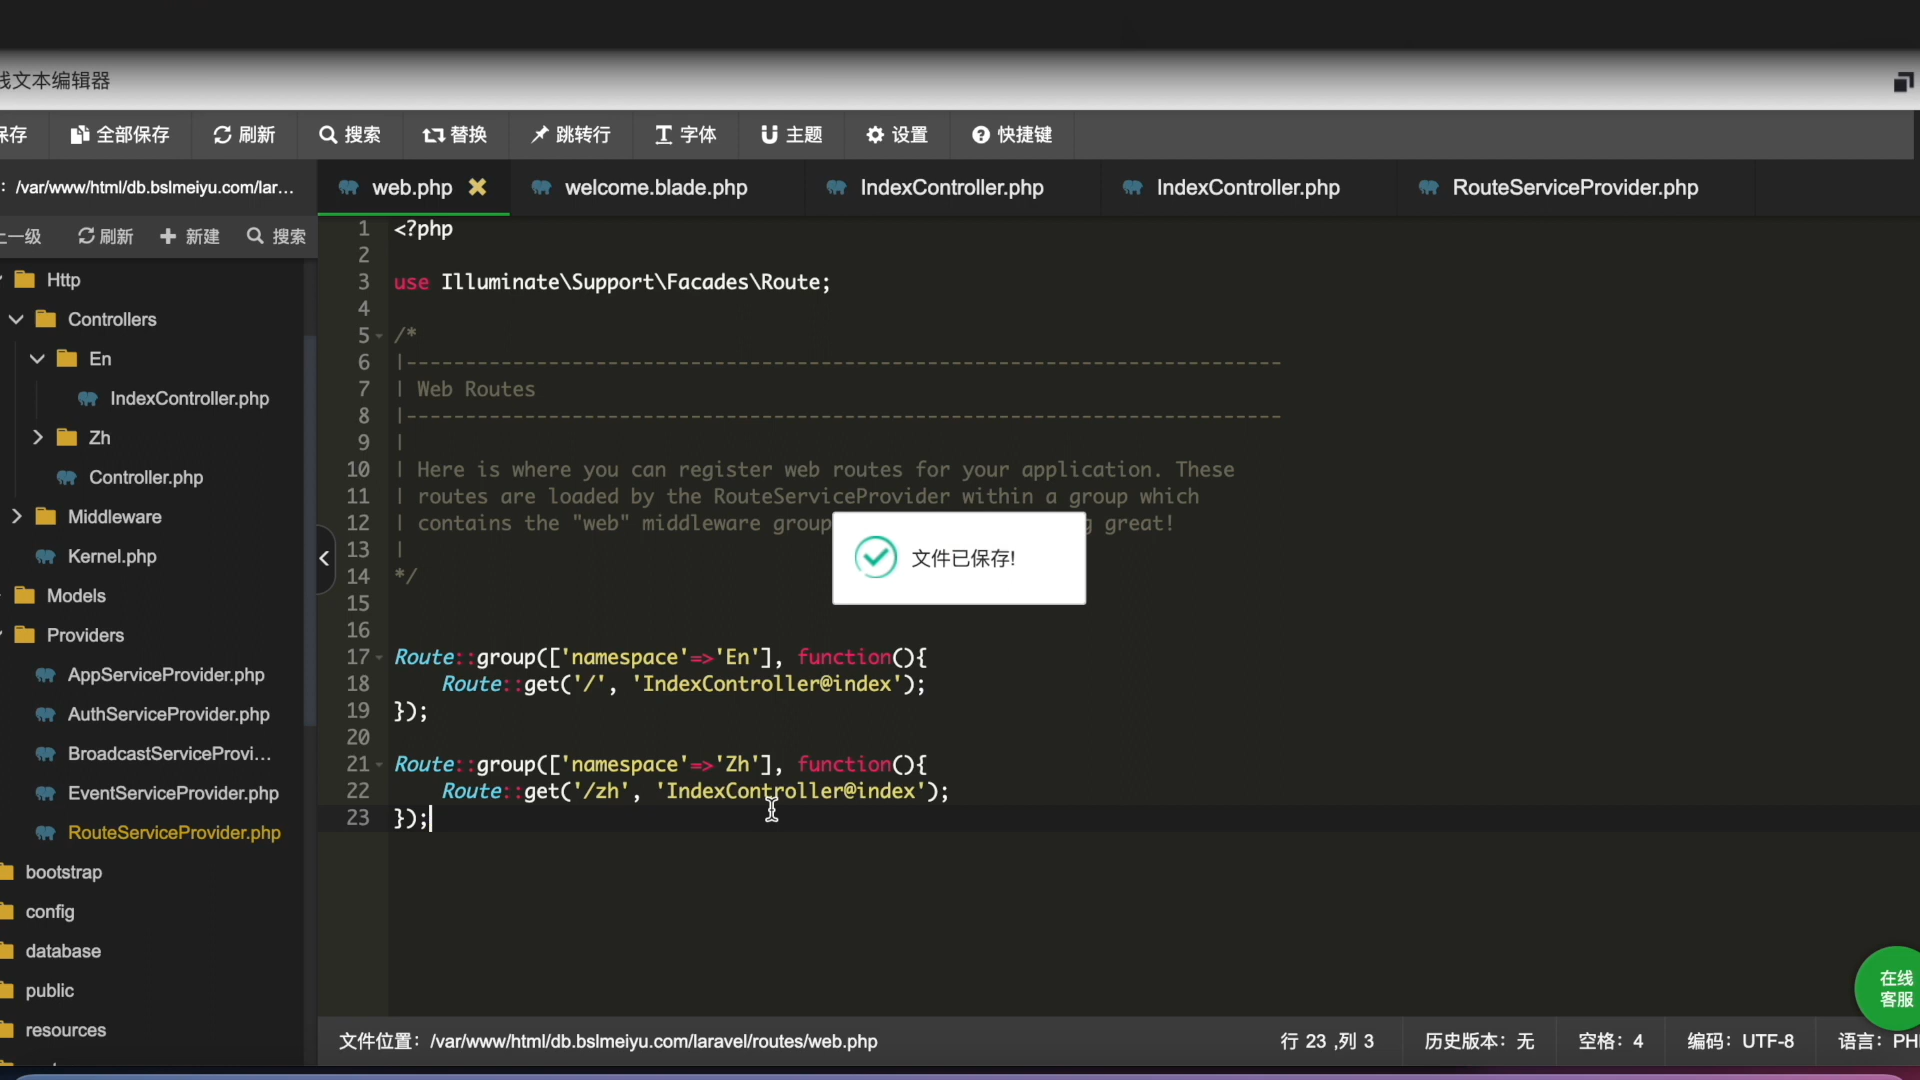 线文本编辑器
保存 全部保存 刷新 搜索 替换 跳转行 字体 主题 设置 快捷键
: /var/www/html/db.bslmeiyu.com/lar... web.php welcome.blade.php IndexController.php IndexController.php RouteServiceProvider.php
上一级 刷新 新建 搜索
Http
Controllers
En
IndexController.php
Zh
Controller.php
Middleware
Kernel.php
Models
Providers
AppServiceProvider.php
AuthServiceProvider.php
BroadcastServiceProvi...
EventServiceProvider.php
RouteServiceProvider.php
bootstrap
config
database
public
resources
1 <?php
2
3 use Illuminate\Support\Facades\Route;
4
5 /*
6 |--------------------------------------------------------------------------
7 | Web Routes
8 |--------------------------------------------------------------------------
9 |
10 | Here is where you can register web routes for your application. These
11 | routes are loaded by the RouteServiceProvider within a group which
12 | contains the "web" middleware group great!
13 |
14 */
15
16
17 Route::group(['namespace'=>'En'], function(){
18 Route::get('/', 'IndexController@index');
19 });
20
21 Route::group(['namespace'=>'Zh'], function(){
22 Route::get('/zh', 'IndexController@index');
23 });
文件已保存!
在线
客服
文件位置: /var/www/html/db.bslmeiyu.com/laravel/routes/web.php 行 23 ,列 3 历史版本: 无 空格: 4 编码: UTF-8 语言: PH